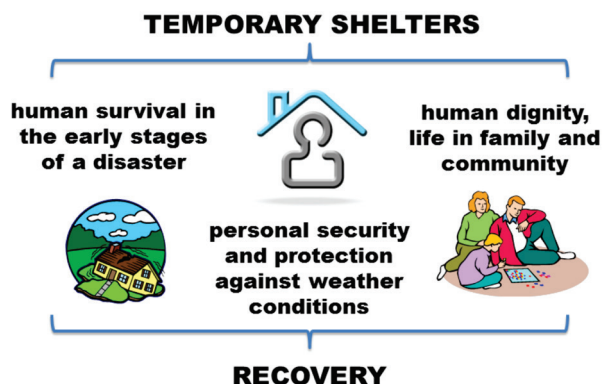 TEMPORARY SHELTERS
human survival in
the early stages
of a disaster
personal security
and protection
against weather
conditions
human dignity,
life in family and
community
RECOVERY